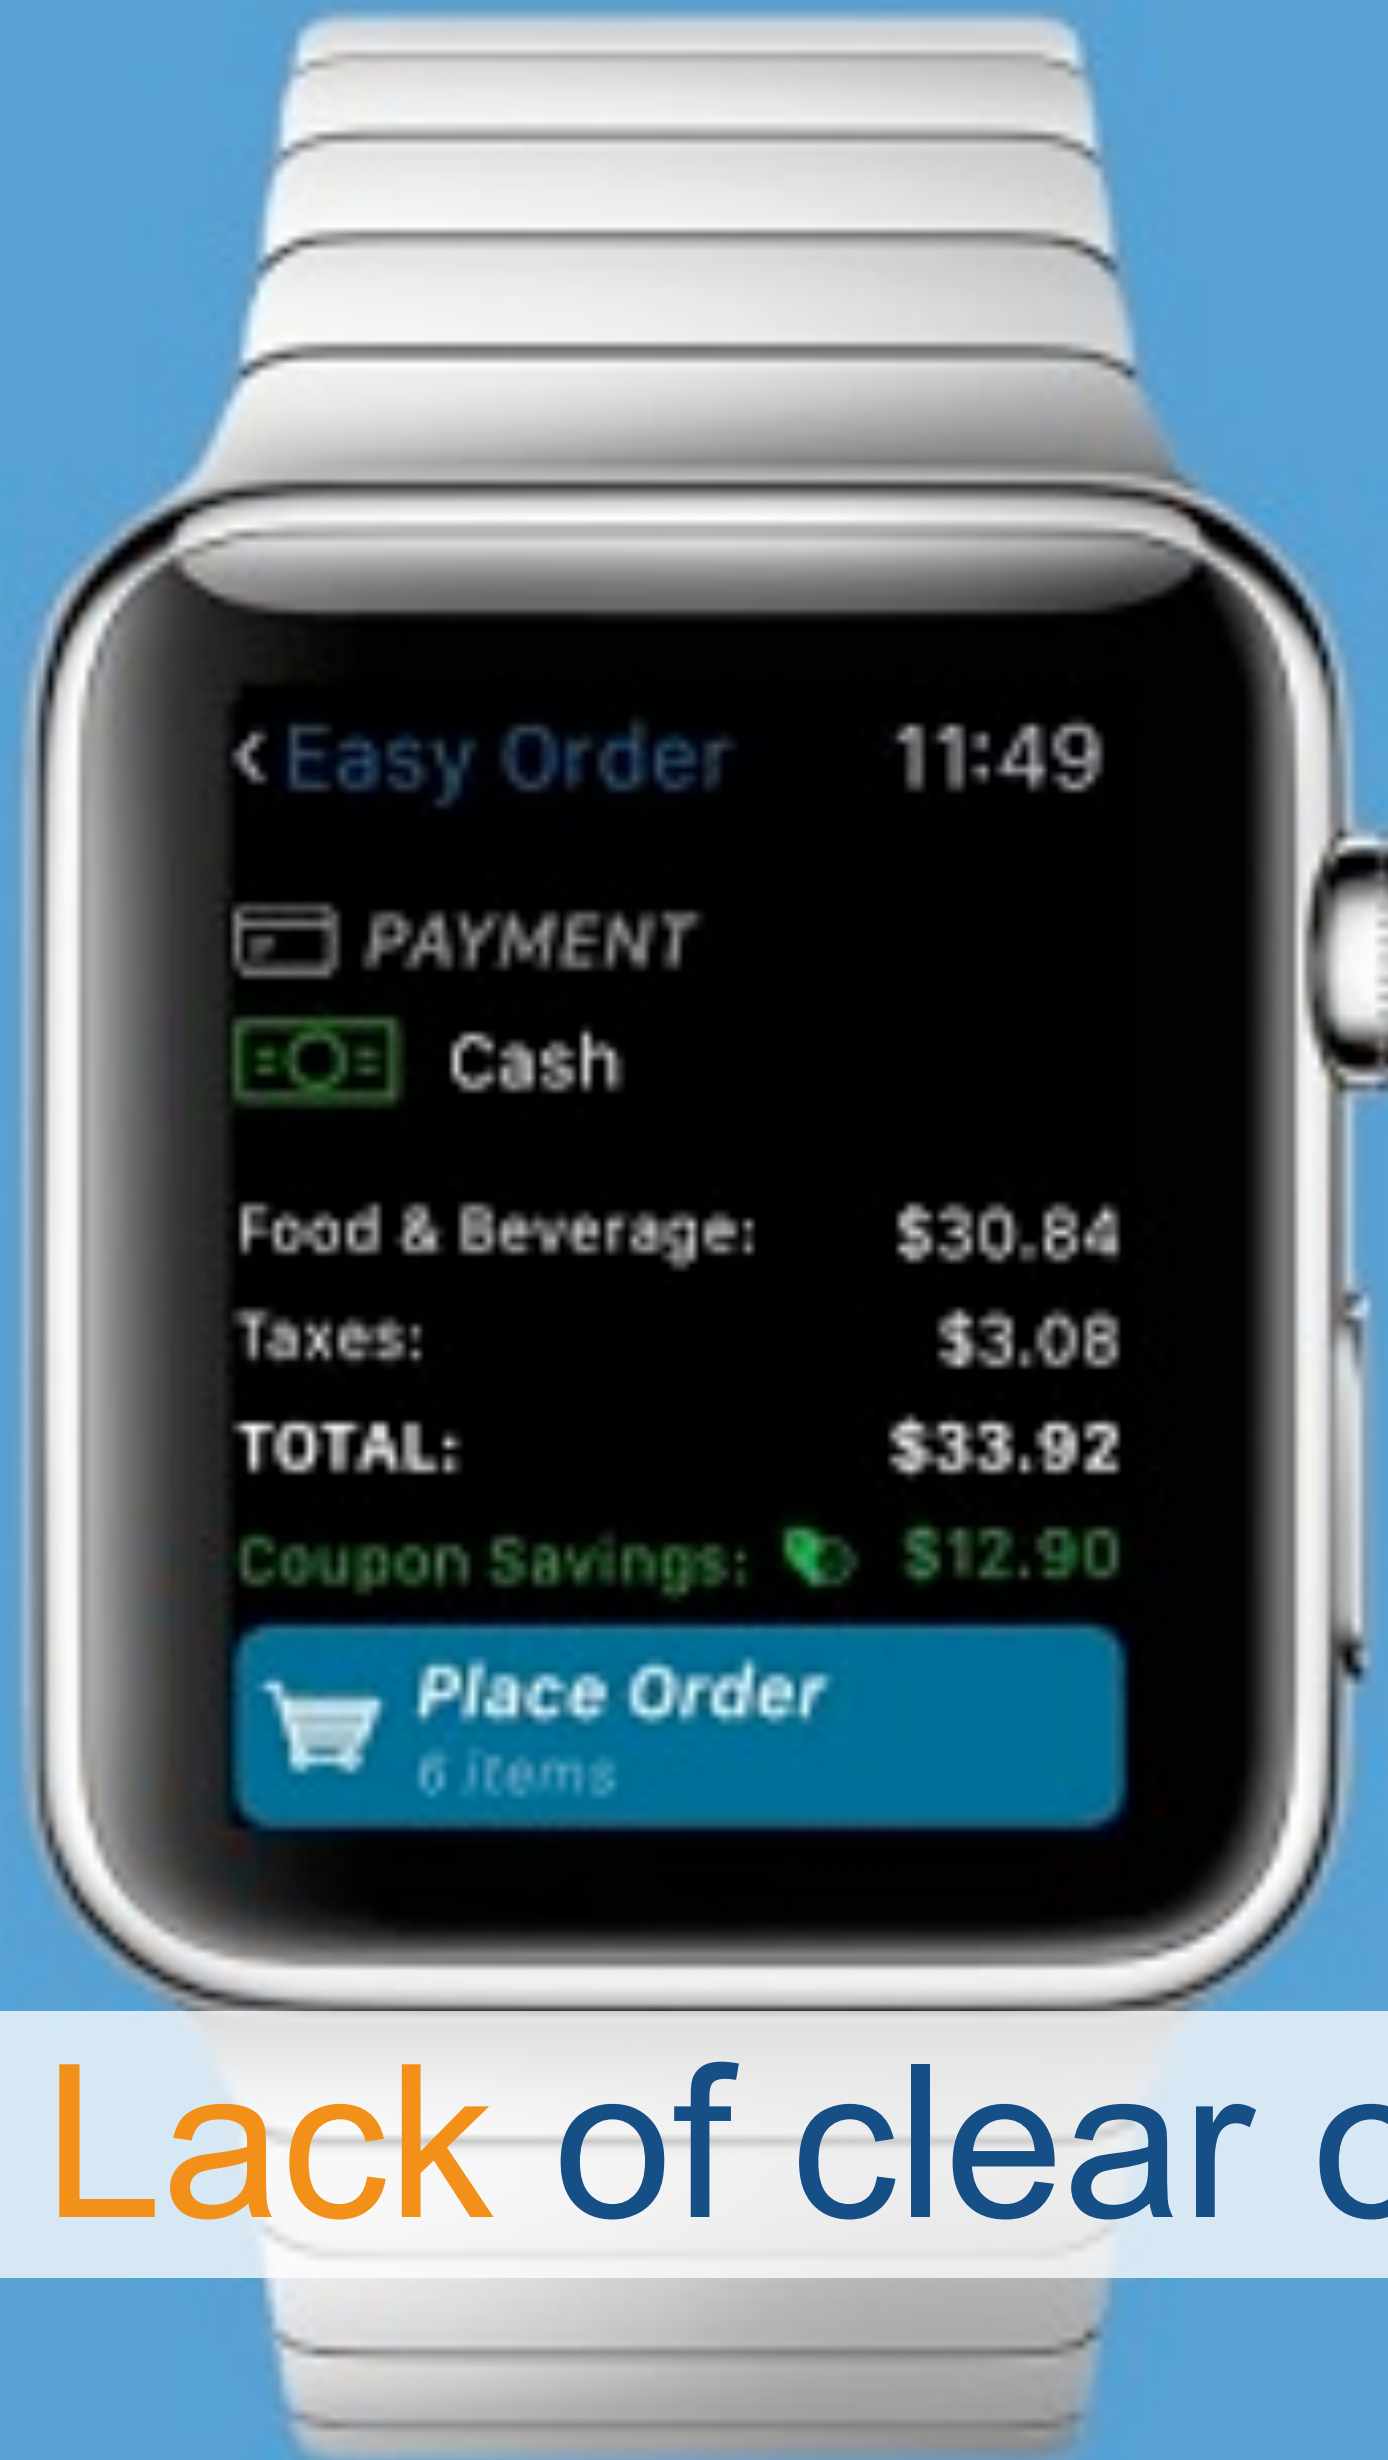 < Easy Order 11:49
PAYMENT
Cash
Food & Beverage: $30.84
Taxes: $3.08
TOTAL: $33.92
Coupon Savings: $12.90
Place Order
6 items
Lack of clear